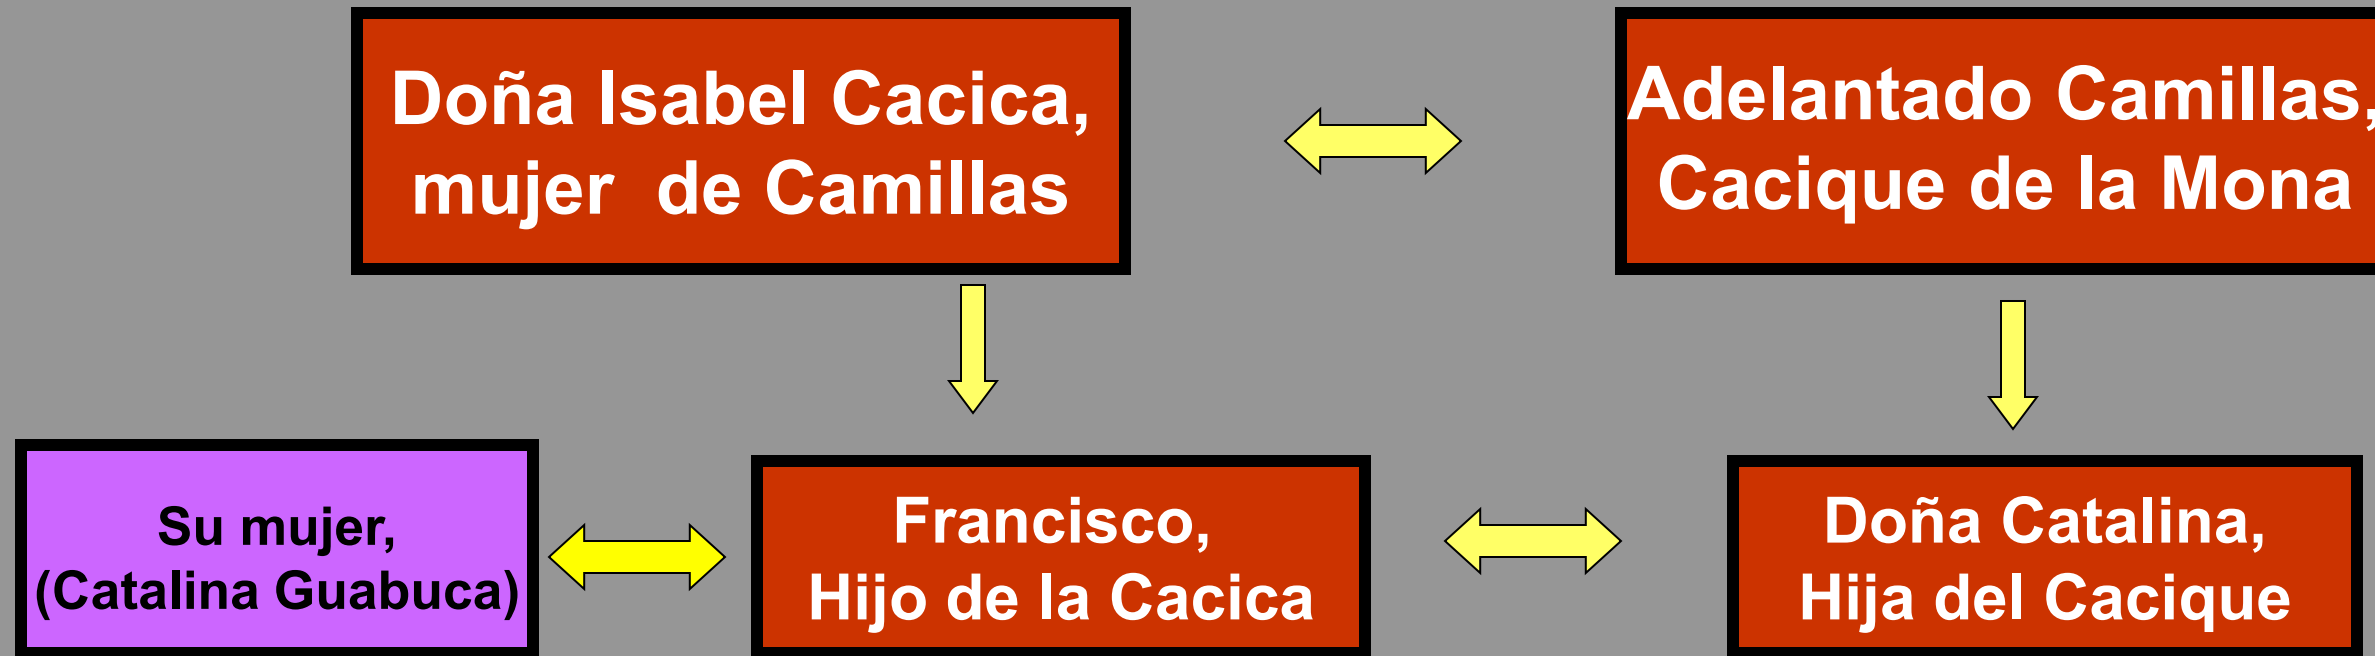 Doña Isabel Cacica,
mujer de Camillas
Adelantado Camillas,
Cacique de la Mona
Su mujer,
(Catalina Guabuca)
Francisco,
Hijo de la Cacica
Doña Catalina,
Hija del Cacique